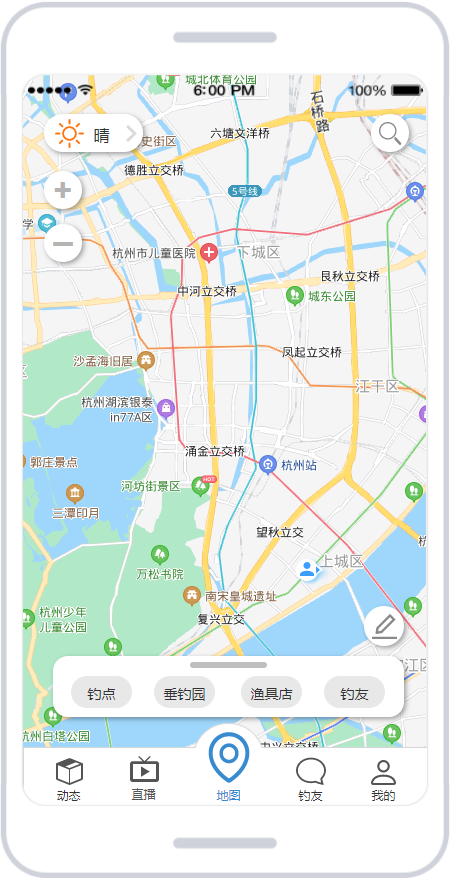 城北体育公园
6:00 PM
100%
石桥路
晴
史街区
六塘文洋桥
德胜立交桥
5号线
学
杭州市儿童医院
下城区
艮秋立交桥
中河立交桥
城东公园
凤起立交桥
沙孟海旧居
江干区
杭州湖滨银泰
in77A区
涌金立交桥
郭庄景点
杭州站
河坊街景区
HOT
三潭印月
望秋立交
杭
万松书院
上城区
南宋皇城遗址
杭州少年
儿童公园
复兴立交
江区
钓点
垂钓园
渔具店
钓友
杭州白塔公园
动态
直播
地图
钓友
我的